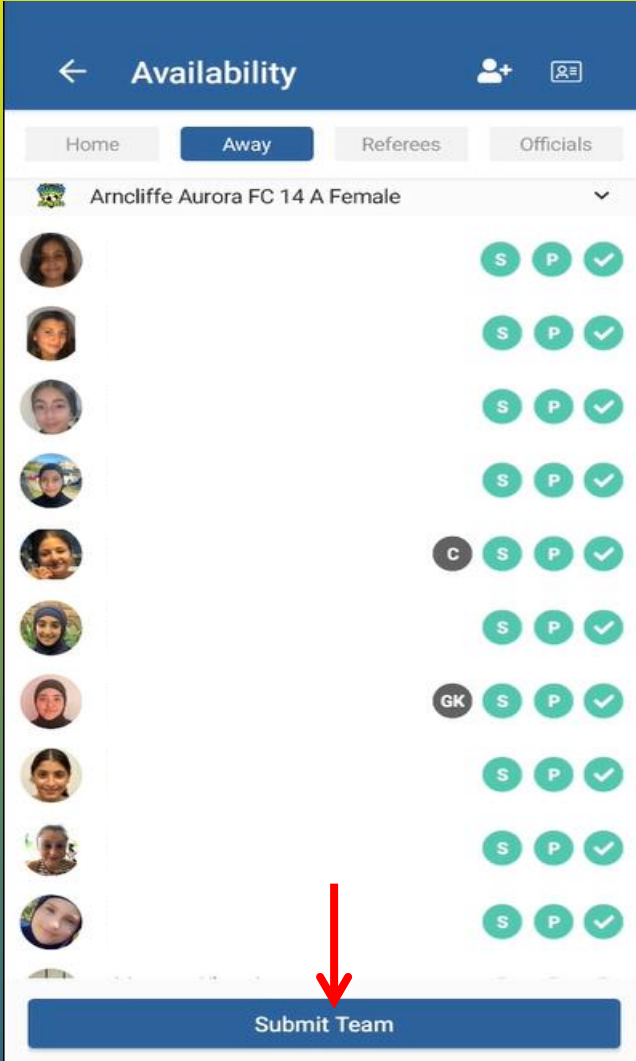 Availability
Home Away Referees Officials
Arncliffe Aurora FC 14 A Female
S P
S P
S P
S P
C S P
S P
GK S P
S P
S P
S P
Submit Team